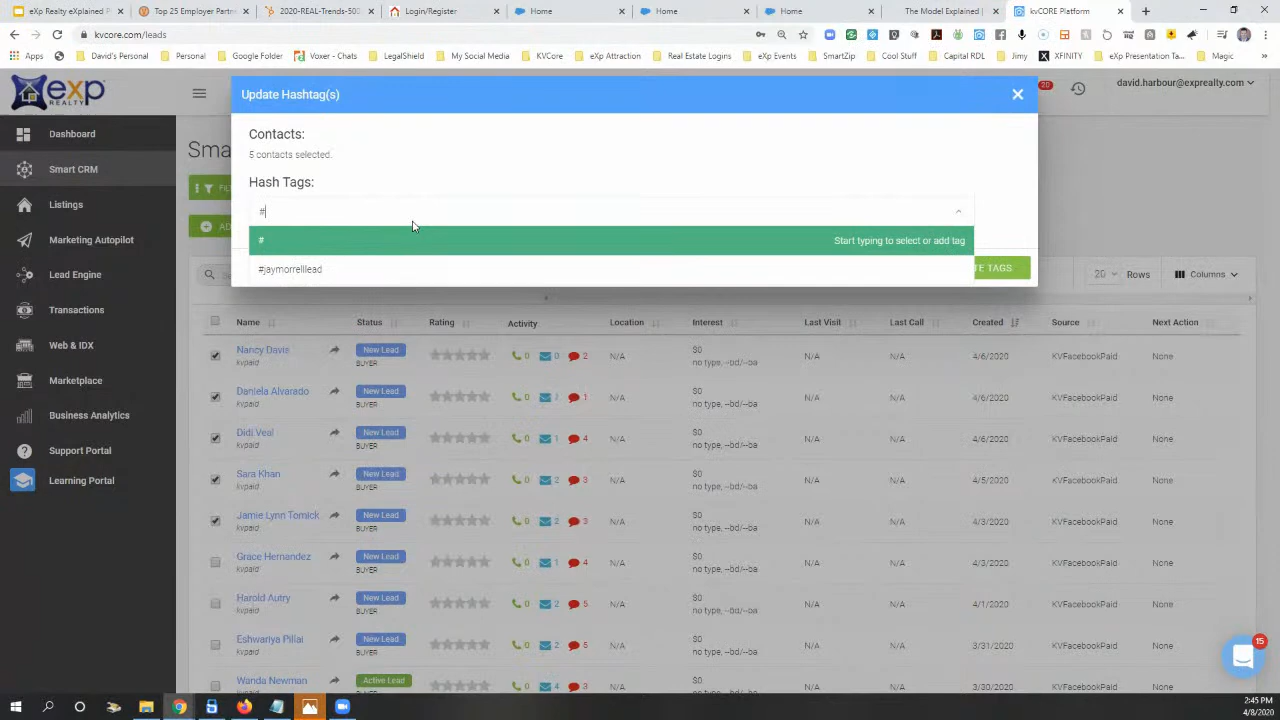 eXp Realty Explained P
Top 25 Employer Partne
2020-REAL-Trends-500
Login/Register
Home
Home
Home
The Model Explained |
kvCORE Platform
kvcore.com/leads
Apps
David's Personal
Personal
Google Folder
Voxer - Chats
LegalShield
My Social Media
KVCore
eXp Attraction
Real Estate Logins
SmartZip
Cool Stuff
Capital RDL
Jimmy
XFINITY
eXp Presentation Ta...
Magic
exp
REALTY
20
david.harbour@exprealty.com
Update Hashtag(s)
Contacts:
5 contacts selected.
Hash Tags:
#
#
Start typing to select or add tag
#jaymorrelllead
TE TAGS
Dashboard
Smart CRM
Listings
Marketing Autopilot
Lead Engine
Transactions
Web & IDX
Marketplace
Business Analytics
Support Portal
Learning Portal
Sma
FIL
AD
20 Rows
Columns
Name Status Rating Activity Location Interest Last Visit Last Call Created Source Next Action
Nancy Davis New Lead 0 0 2 N/A $0 N/A N/A 4/6/2020 KVFacebookPaid None
kvpaid BUYER no type, --bd/--ba
Daniela Alvarado New Lead 0 2 1 N/A $0 N/A N/A 4/6/2020 KVFacebookPaid None
kvpaid BUYER no type, --bd/--ba
Didi Veal New Lead 0 1 4 N/A $0 N/A N/A 4/6/2020 KVFacebookPaid None
kvpaid BUYER no type, --bd/--ba
Sara Khan New Lead 0 2 3 N/A $0 N/A N/A 4/5/2020 KVFacebookPaid None
kvpaid BUYER no type, --bd/--ba
Jamie Lynn Tomick New Lead 0 2 3 N/A $0 N/A N/A 4/3/2020 KVFacebookPaid None
kvpaid BUYER no type, --bd/--ba
Grace Hernandez New Lead 0 1 4 N/A $0 N/A N/A 4/3/2020 KVFacebookPaid None
kvpaid BUYER no type, --bd/--ba
Harold Autry New Lead 0 2 5 N/A $0 N/A N/A 4/1/2020 KVFacebookPaid None
kvpaid BUYER no type, --bd/--ba
Eshwariya Pillai New Lead 0 2 6 N/A $0 N/A N/A 3/31/2020 KVFacebookPaid None
kvpaid BUYER no type, --bd/--ba
Wanda Newman Active Lead 0 4 3 N/A $0 N/A N/A 3/30/2020 KVFacebookPaid None
15
2:45 PM
4/8/2020